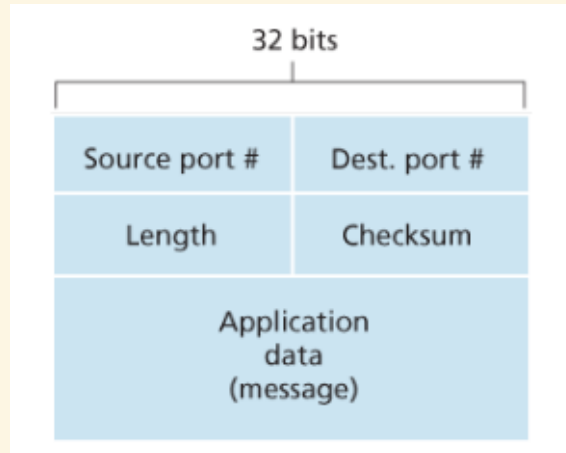 32 bits
Source port #
Dest. port #
Length
Checksum
Application
data
(message)